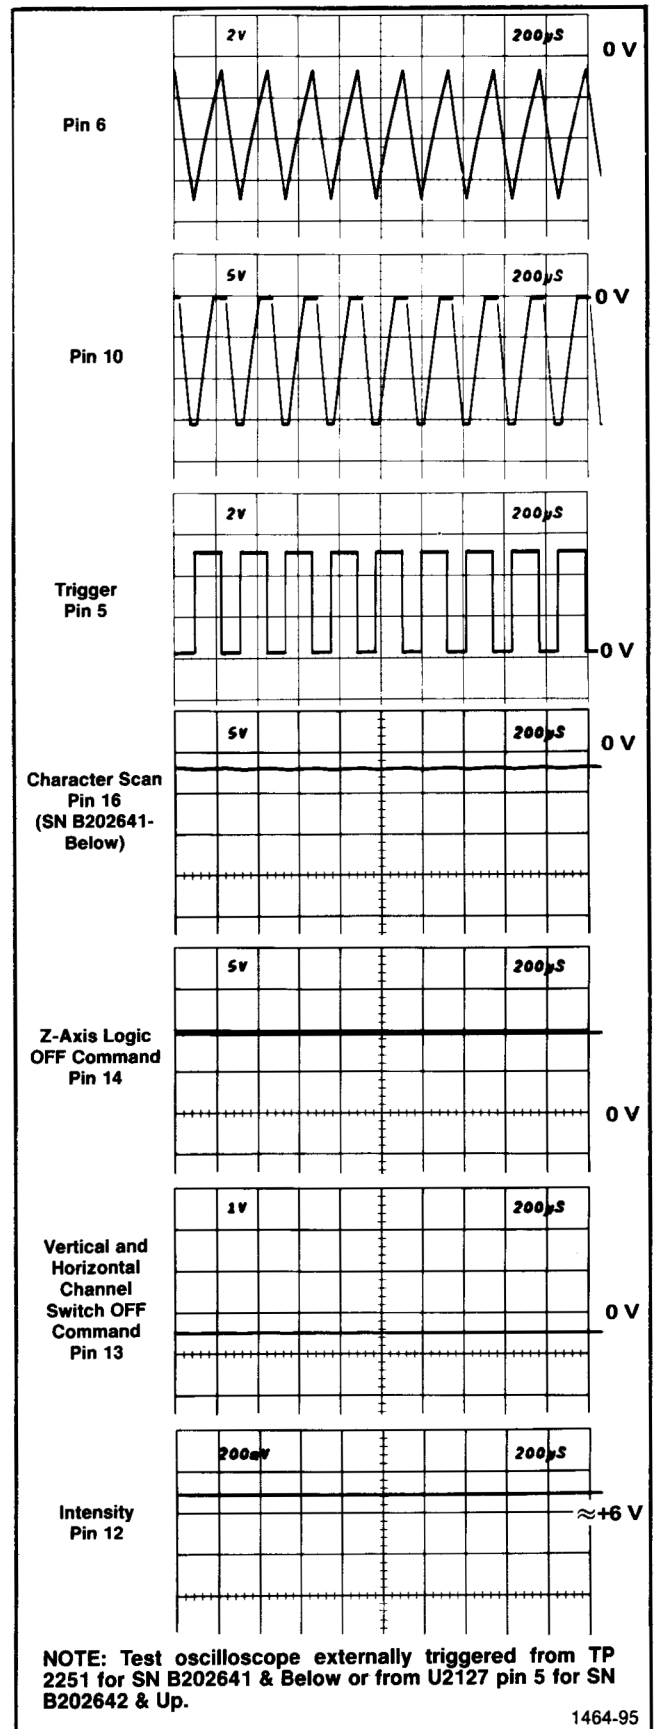 2V 200µS 0 V
Pin 6
5V 200µS
0 V
Pin 10
2V 200µS
Trigger
Pin 5
0 V
5V 200µS 0 V
Character Scan
Pin 16
(SN B202641-
Below)
5V 200µS
Z-Axis Logic
OFF Command
Pin 14
0 V
1V 200µS
Vertical and
Horizontal
Channel
Switch OFF
Command
Pin 13
0 V
200mV 200µS
Intensity
Pin 12
≈+6 V
NOTE: Test oscilloscope externally triggered from TP
2251 for SN B202641 & Below or from U2127 pin 5 for SN
B202642 & Up.
1464-95